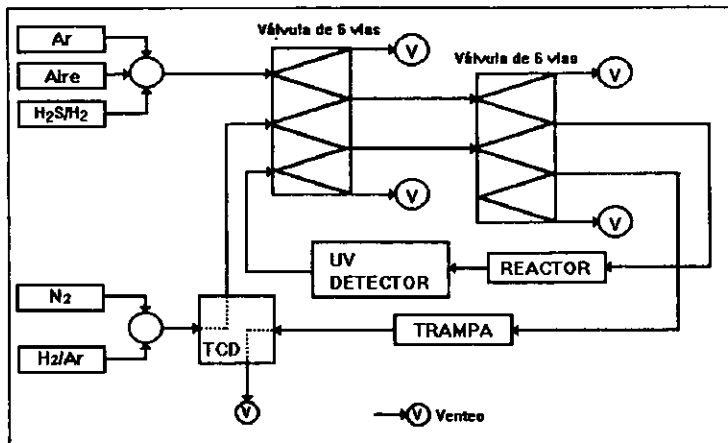 Ar
Aire
H₂S/H₂
Válvula de 6 vías
V
V
Válvula de 6 vías
V
V
UV
DETECTOR
REACTOR
N₂
H₂/Ar
TCD
TRAMPA
V
V Venteo